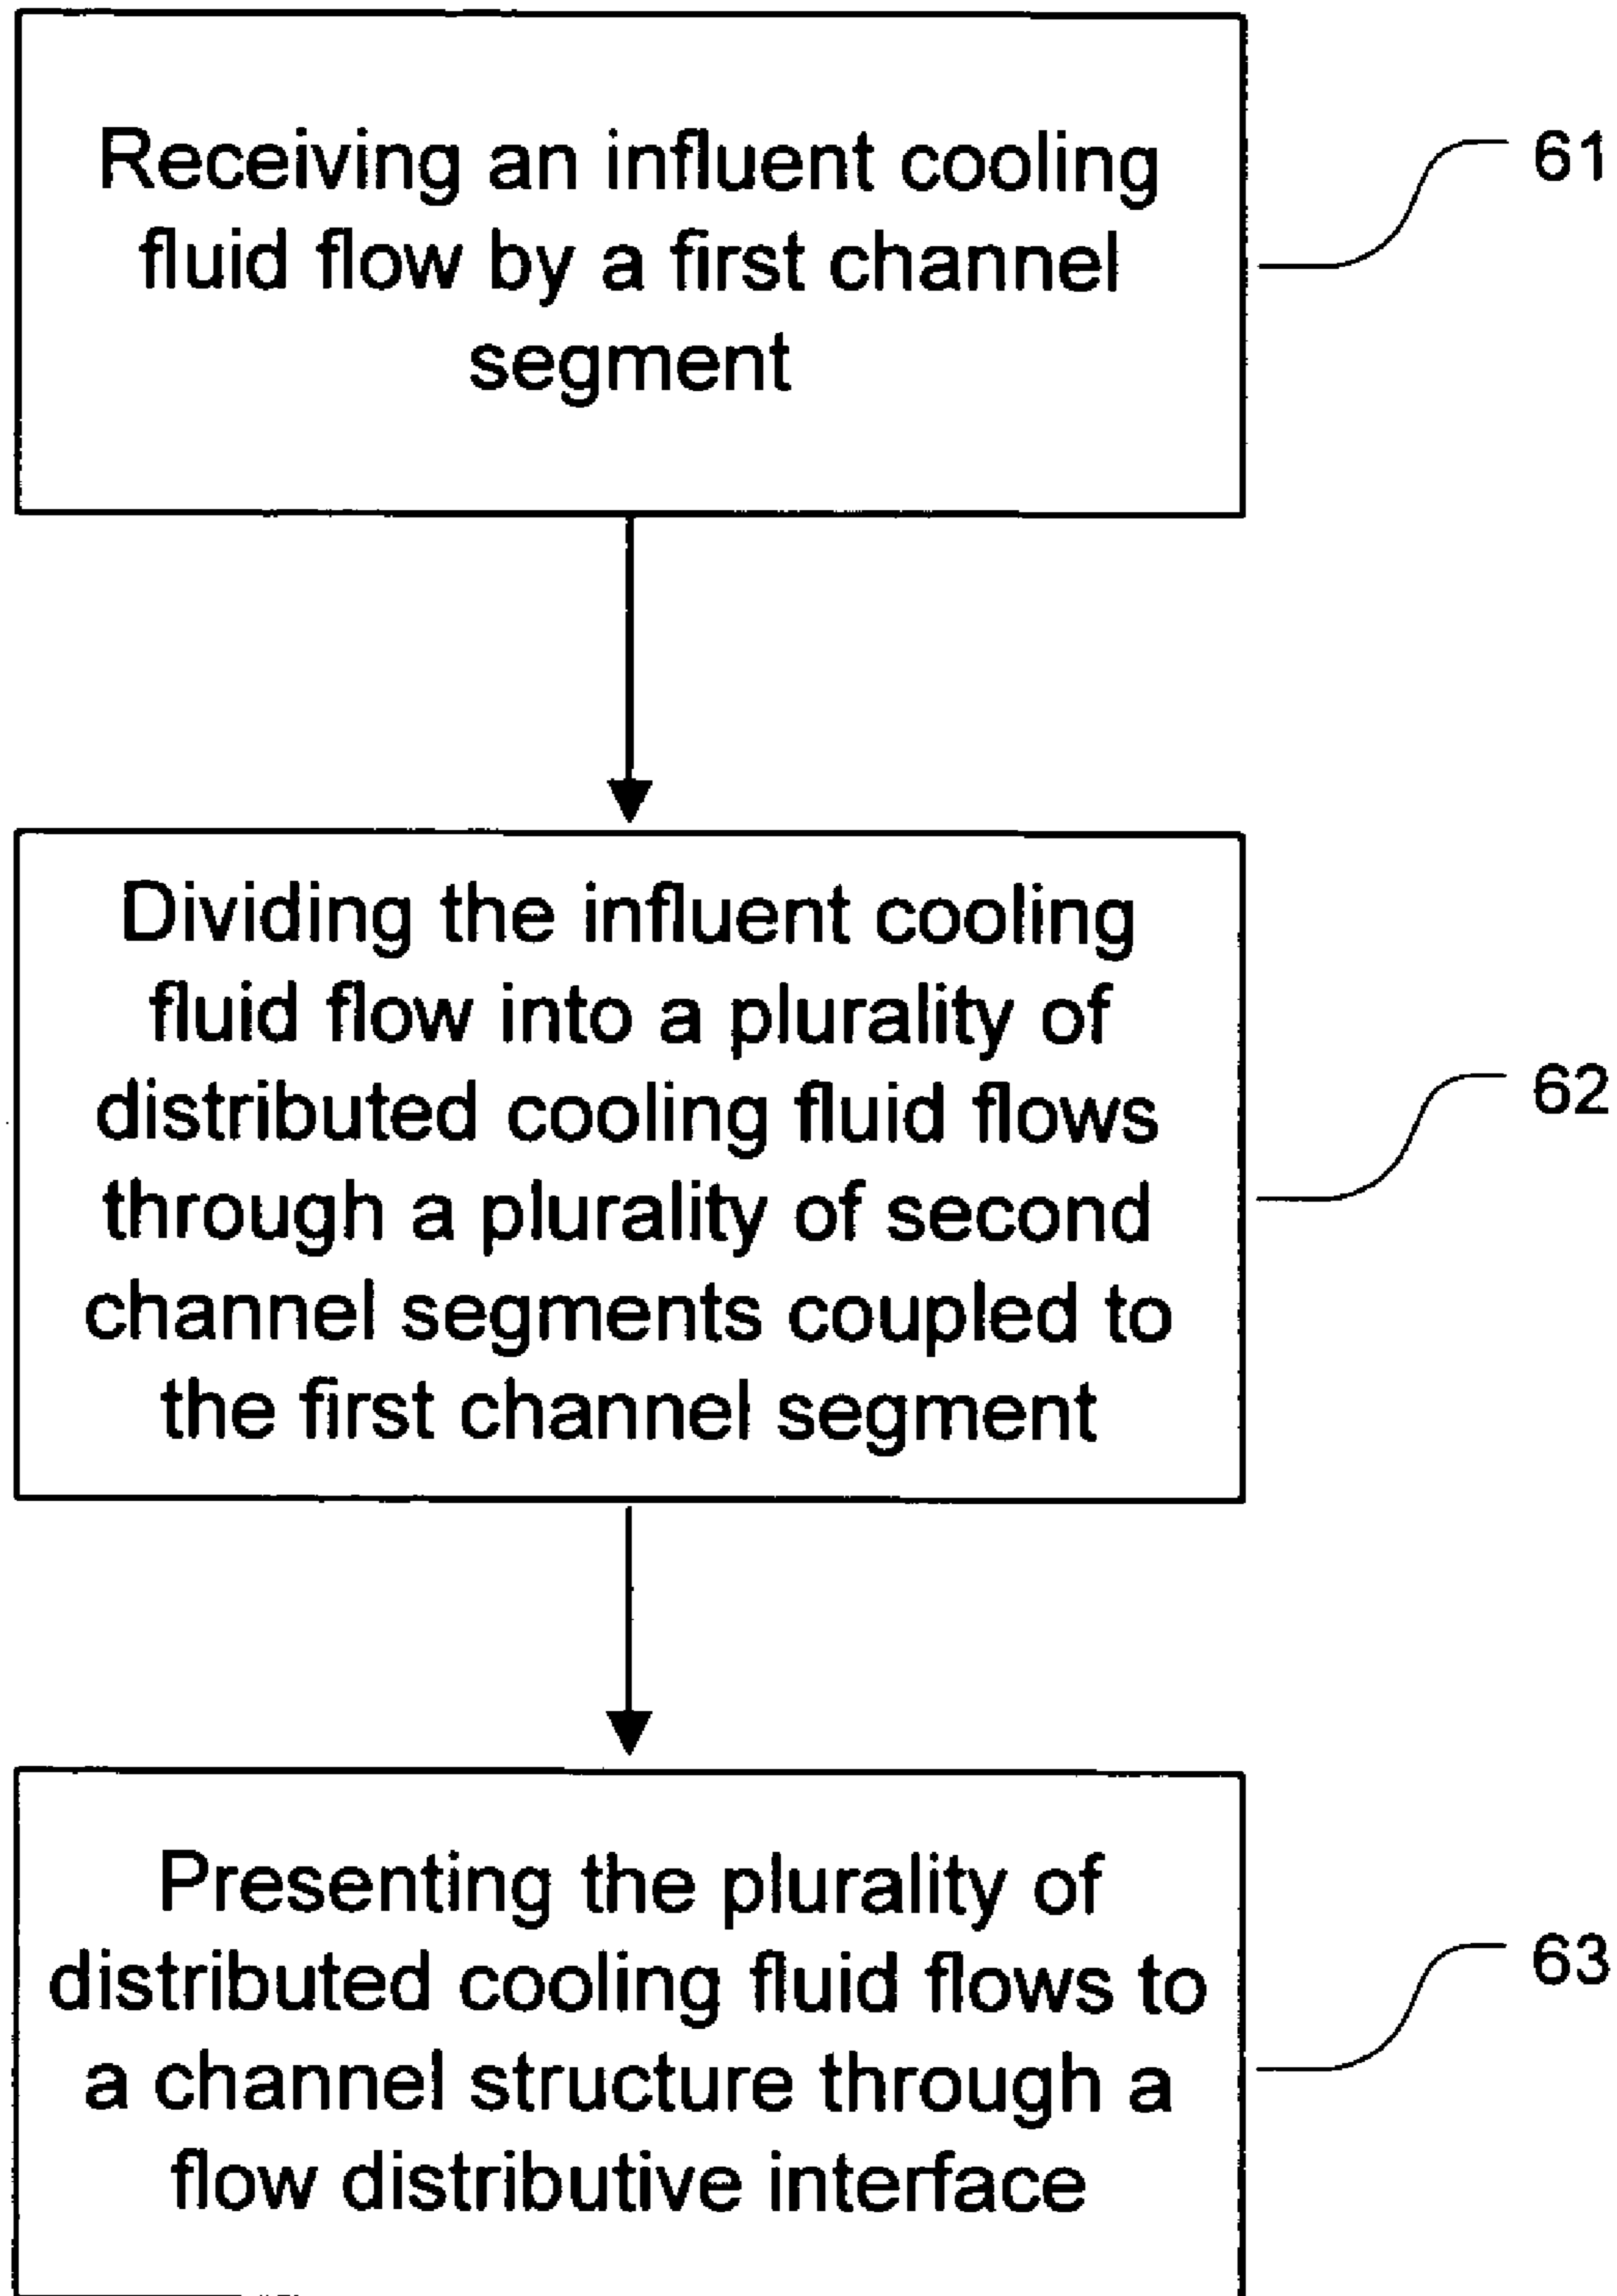 Receiving an influent cooling
fluid flow by a first channel
segment
61
Dividing the influent cooling
fluid flow into a plurality of
distributed cooling fluid flows
through a plurality of second
channel segments coupled to
the first channel segment
62
Presenting the plurality of
distributed cooling fluid flows to
a channel structure through a
flow distributive interface
63